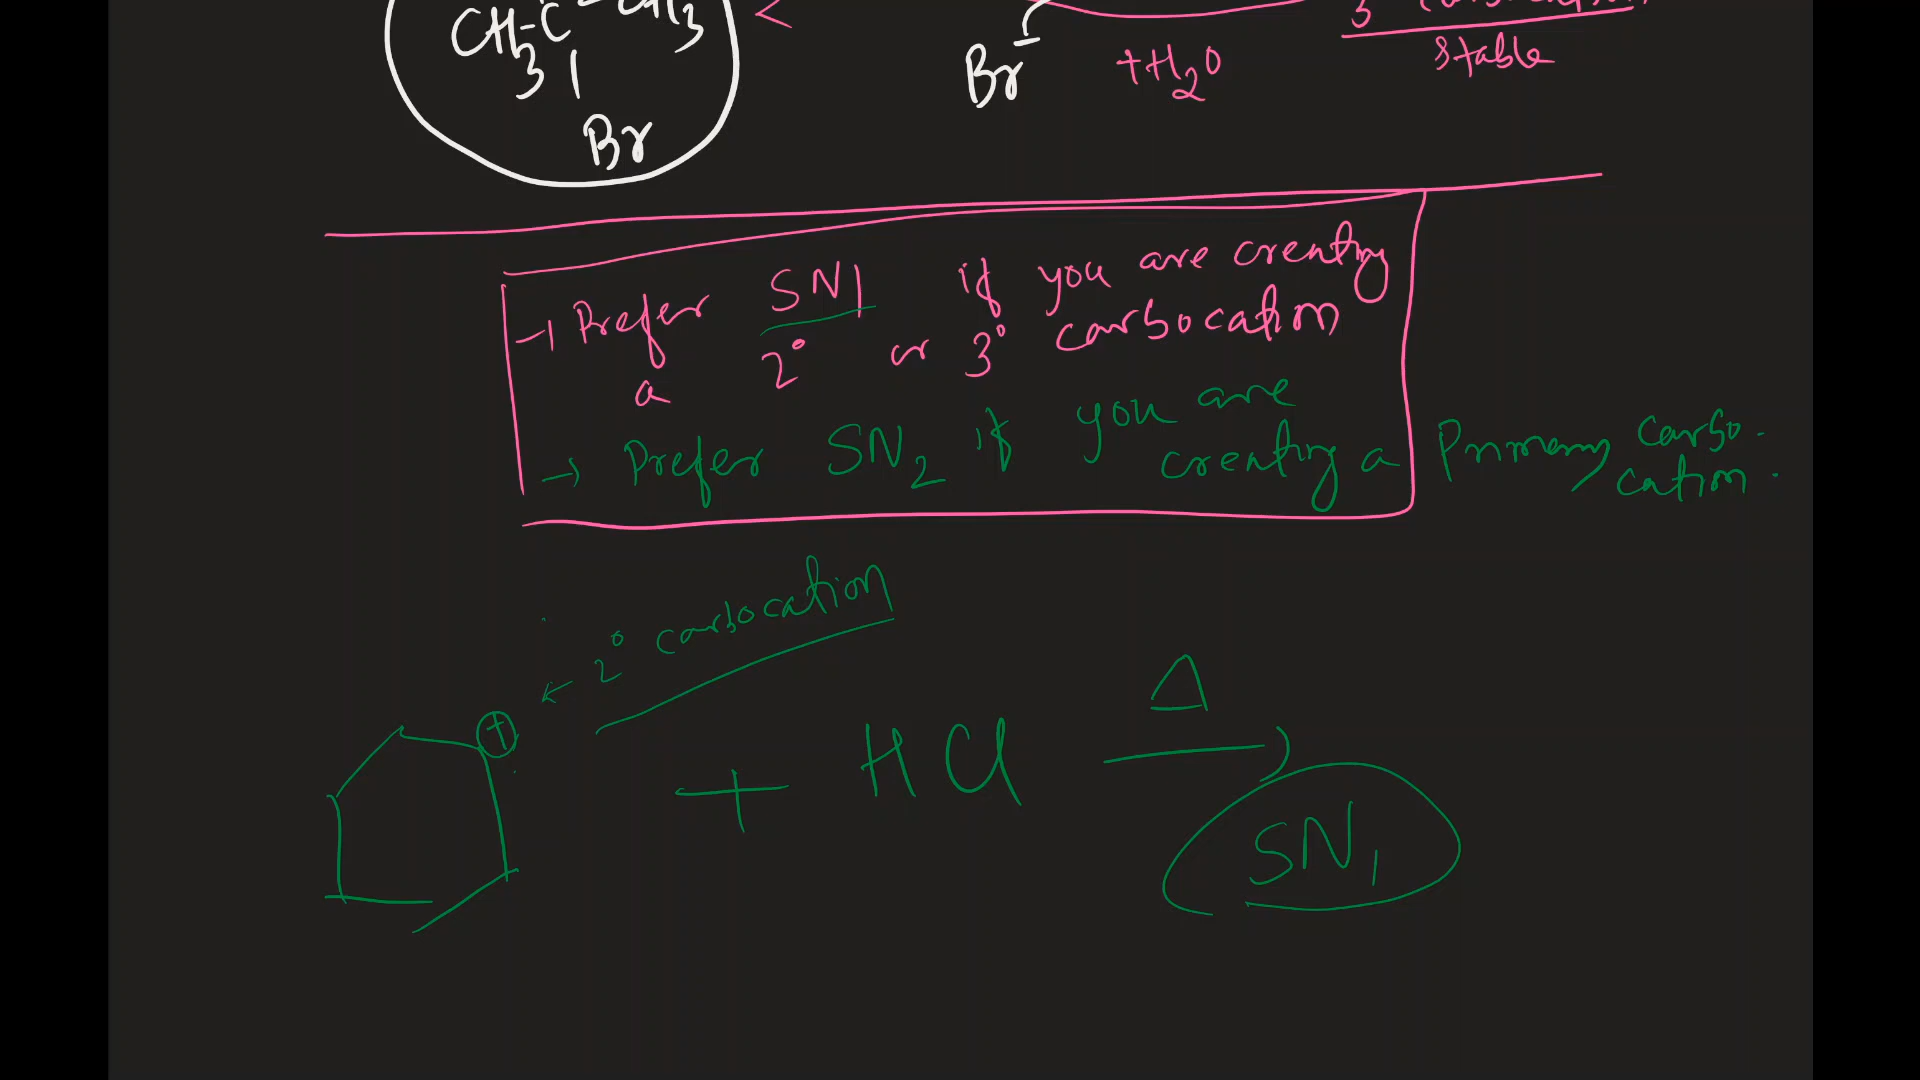 CH3-C-CH3
Br
Br-
+H2O
3°
stable
→ Prefer SN1 if you are creating
a 2° or 3° carbocation
→ Prefer SN2 if you are
creating a Primary carbo-
cation.
← 2° carbocation
+
+ HCl
Δ
→
SN1